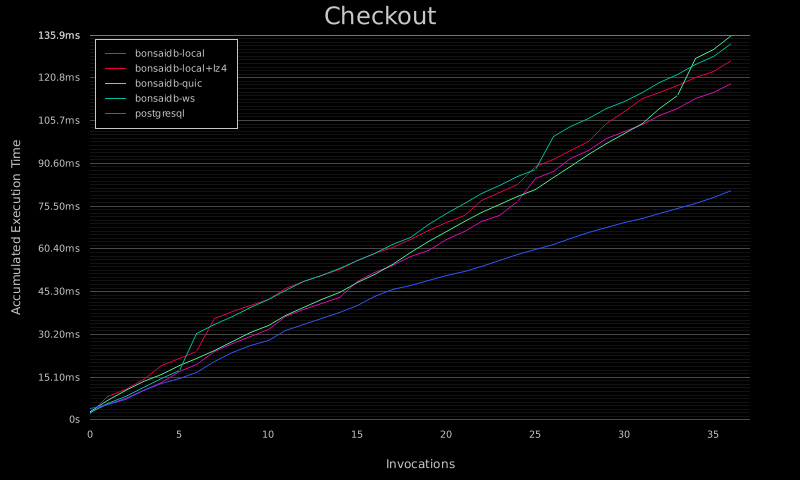 Checkout
135.9ms
120.8ms
105.7ms
90.60ms
75.50ms
60.40ms
45.30ms
30.20ms
15.10ms
0s
Accumulated Execution Time
bonsaidb-local
bonsaidb-local+lz4
bonsaidb-quic
bonsaidb-ws
postgresql
0 5 10 15 20 25 30 35
Invocations